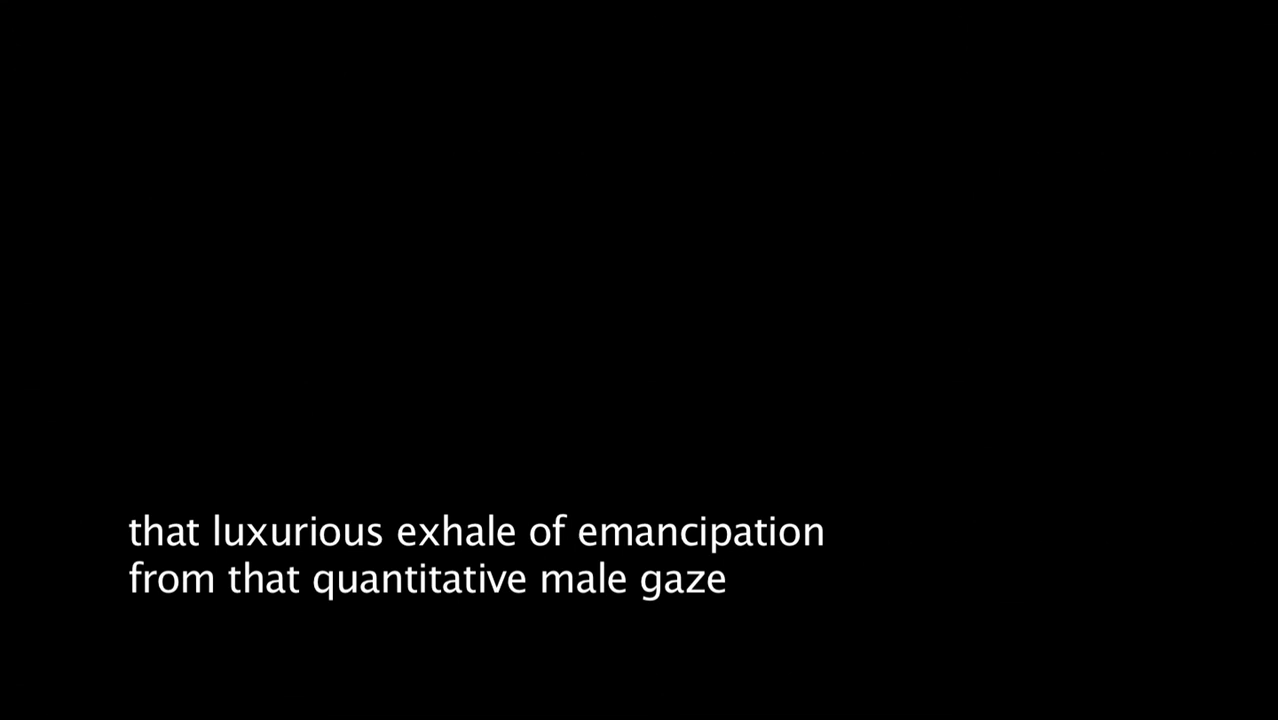 that luxurious exhale of emancipation
from that quantitative male gaze